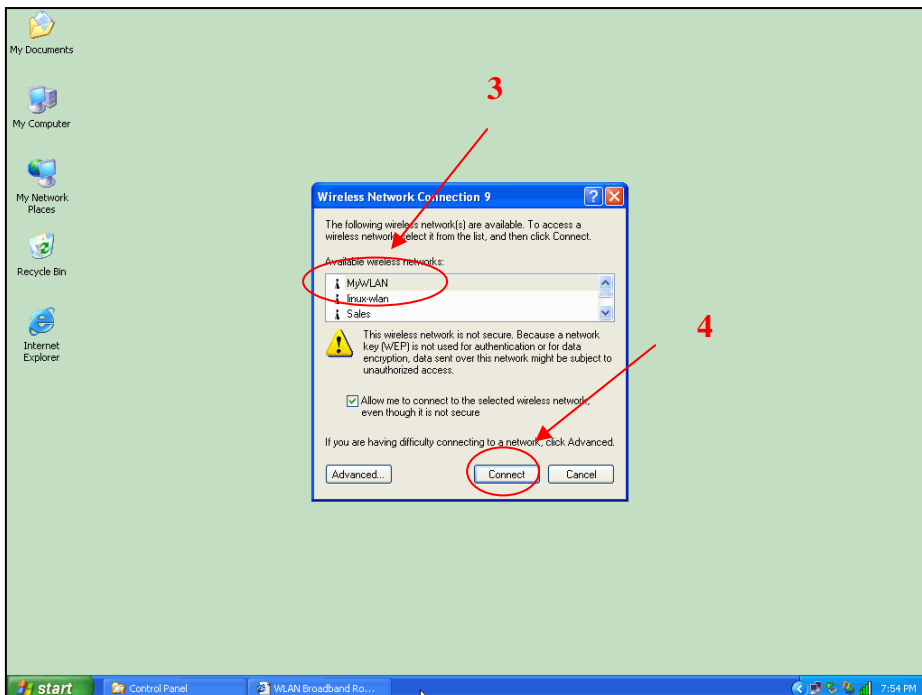 My Documents
My Computer
My Network
Places
Recycle Bin
Internet
Explorer
3
Wireless Network Connection 9
The following wireless network(s) are available. To access a
wireless network, select it from the list, and then click Connect.
Available wireless networks:
MyWLAN
linux-wlan
Sales
This wireless network is not secure. Because a network
key (WEP) is not used for authentication or for data
encryption, data sent over this network might be subject to
unauthorized access.
Allow me to connect to the selected wireless network,
even though it is not secure
If you are having difficulty connecting to a network, click Advanced.
Advanced...
Connect
Cancel
4
start
Control Panel
WLAN Broadband Ro...
7:54 PM